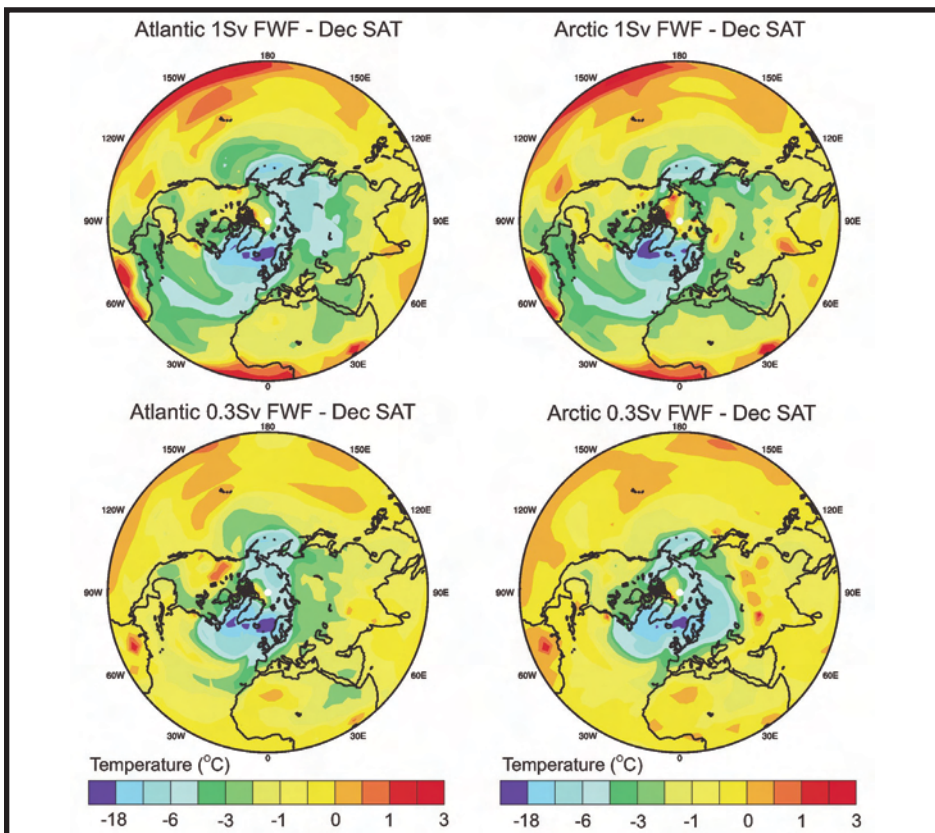 Atlantic 1Sv FWF - Dec SAT
180
150W
150E
120W
120E
90W
90E
60W
60E
30W
30E
0
Arctic 1Sv FWF - Dec SAT
180
150W
150E
120W
120E
90W
90E
60W
60E
30W
30E
0
Atlantic 0.3Sv FWF - Dec SAT
180
150W
150E
120W
120E
90W
90E
60W
60E
30W
30E
0
Arctic 0.3Sv FWF - Dec SAT
180
150W
150E
120W
120E
90W
90E
60W
60E
30W
30E
0
Temperature (°C)
-18 -6 -3 -1 0 1 3
Temperature (°C)
-18 -6 -3 -1 0 1 3